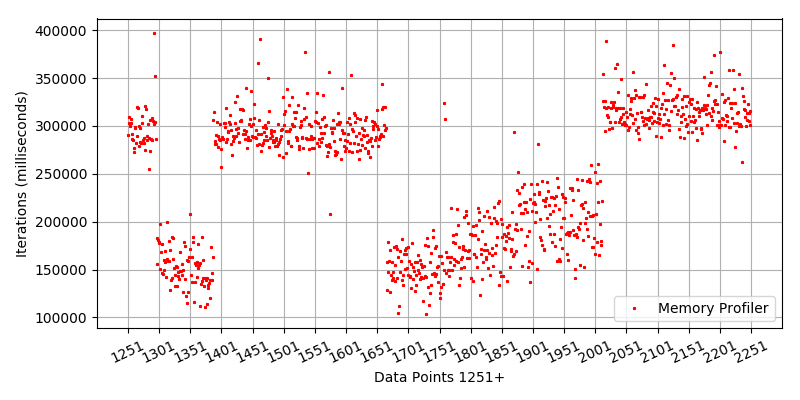 400000
350000
300000
250000
200000
150000
100000
Iterations (milliseconds)
1251 1301 1351 1401 1451 1501 1551 1601 1651 1701 1751 1801 1851 1901 1951 2001 2051 2101 2151 2201 2251
Data Points 1251+
Memory Profiler